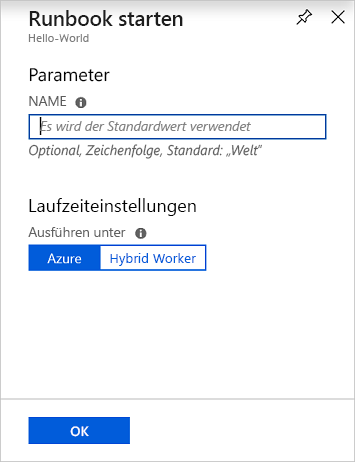 Runbook starten
Hello-World
Parameter
NAME
Es wird der Standardwert verwendet
Optional, Zeichenfolge, Standard: „Welt“
Laufzeiteinstellungen
Ausführen unter
Azure Hybrid Worker
OK